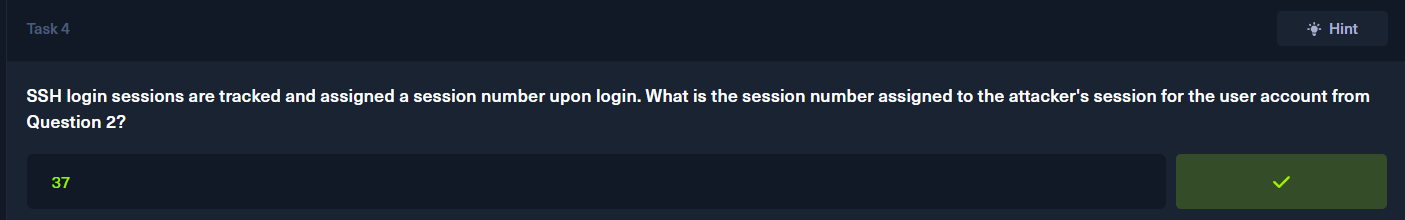 Task 4
Hint
SSH login sessions are tracked and assigned a session number upon login. What is the session number assigned to the attacker's session for the user account from
Question 2?
37